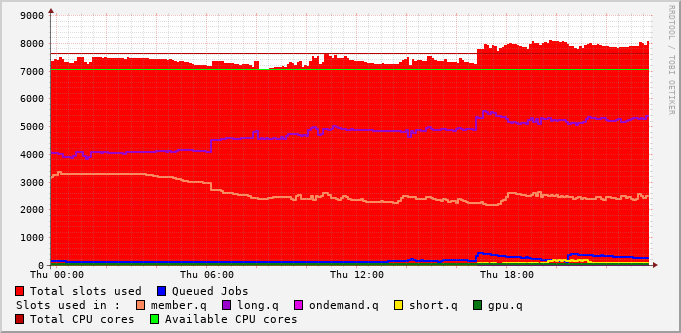 9000
8000
7000
6000
5000
4000
3000
2000
1000
0
Thu 00:00 Thu 06:00 Thu 12:00 Thu 18:00
RRDTOOL / TOBI OETIKER
Total slots used Queued Jobs
Slots used in : member.q long.q ondemand.q short.q gpu.q
Total CPU cores Available CPU cores